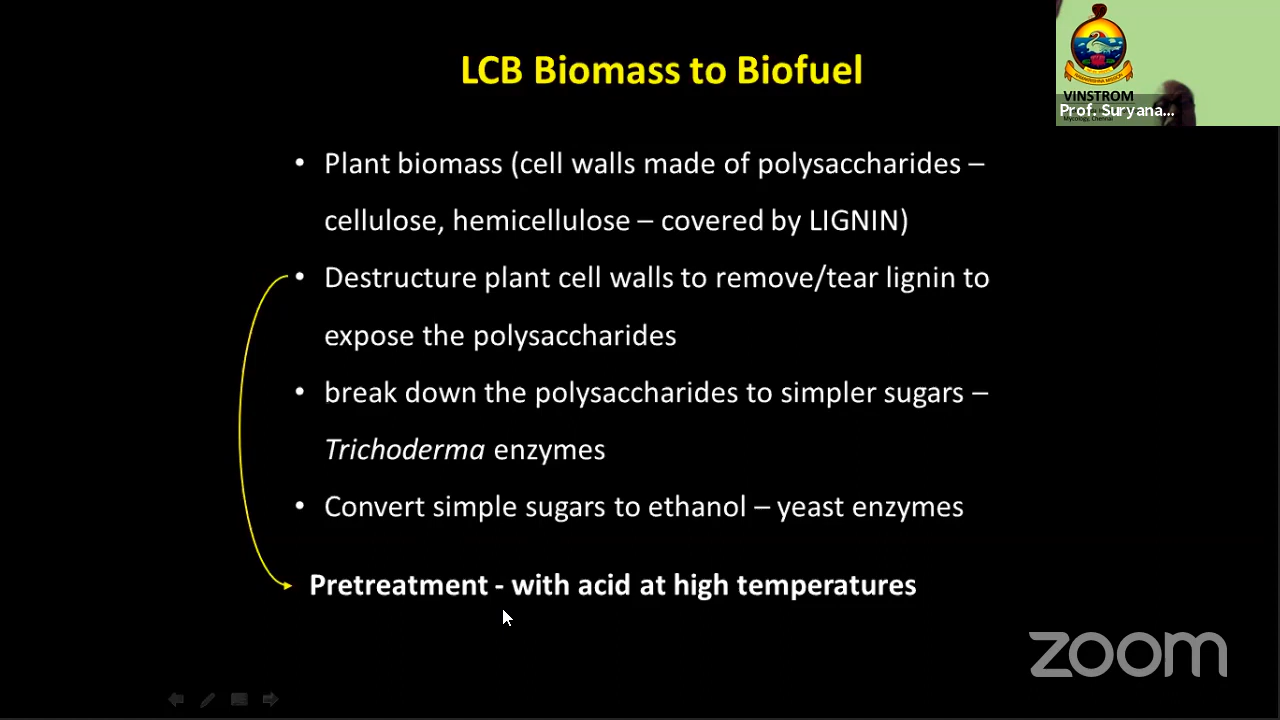 LCB Biomass to Biofuel
VINSTROM
Prof. Suryana...
Mycology, Chennai
• Plant biomass (cell walls made of polysaccharides –
cellulose, hemicellulose – covered by LIGNIN)
• Destructure plant cell walls to remove/tear lignin to
expose the polysaccharides
• break down the polysaccharides to simpler sugars –
Trichoderma enzymes
• Convert simple sugars to ethanol – yeast enzymes
Pretreatment - with acid at high temperatures
zoom